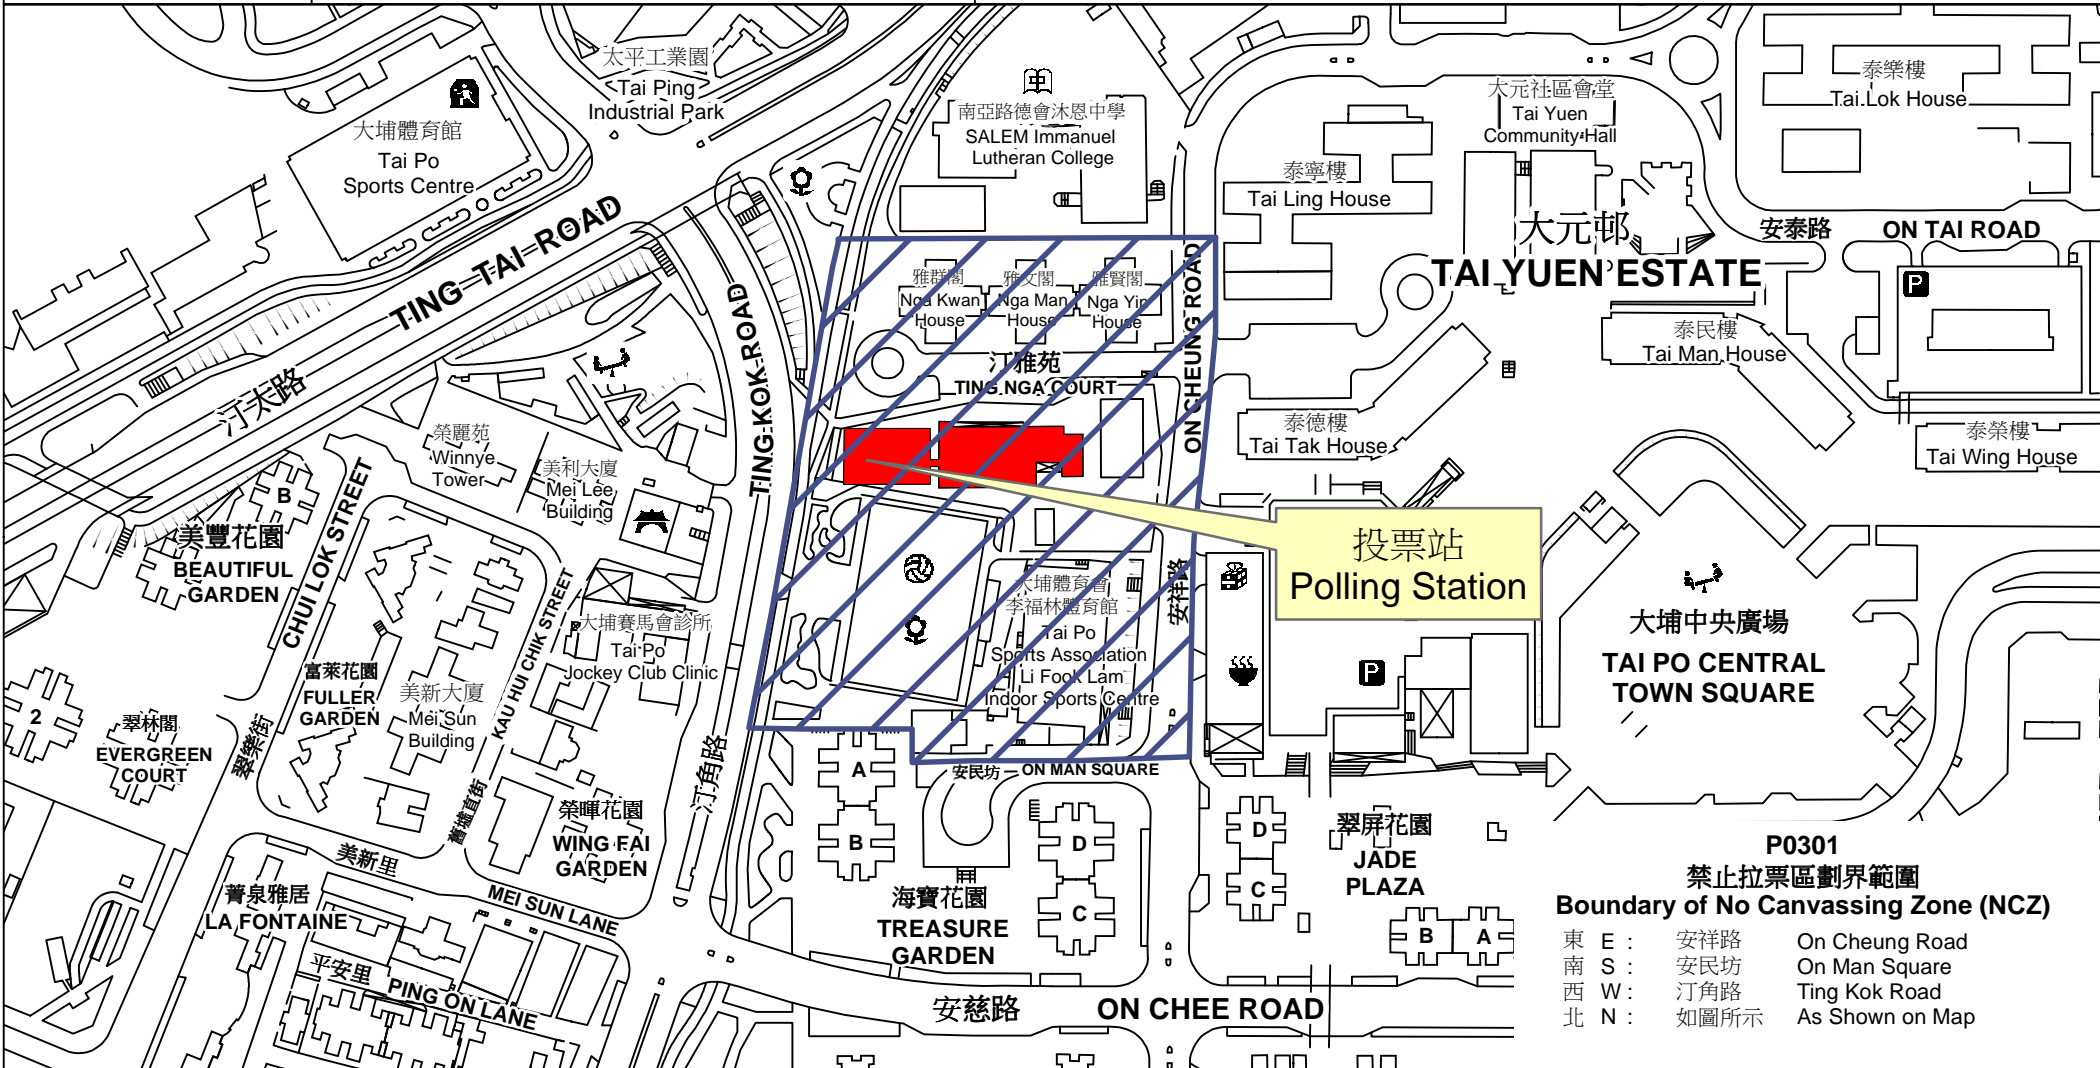 太平工業園
Tai Ping
Industrial Park
大埔體育館
Tai Po
Sports Centre
中
南亞路德會沐恩中學
SALEM Immanuel
Lutheran College
大元社區會堂
Tai Yuen
Community Hall
泰樂樓
Tai Lok House
泰寧樓
Tai Ling House
大元邨
TAI YUEN ESTATE
安泰路
ON TAI ROAD
P
TING TAI ROAD
汀太路
TING KOK ROAD
汀角路
雅群閣
Nga Kwan
House
雅文閣
Nga Man
House
雅賢閣
Nga Yin
House
汀雅苑
TING NGA COURT
ON CHEUNG ROAD
安祥路
泰民樓
Tai Man House
泰德樓
Tai Tak House
泰榮樓
Tai Wing House
榮麗苑
Winnye
Tower
美利大廈
Mei Lee
Building
B
美豐花園
BEAUTIFUL
GARDEN
CHUI LOK STREET
翠樂街
投票站
Polling Station
大埔體育會
李福林體育館
Tai Po
Sports Association
Li Fook Lam
Indoor Sports Centre
大埔賽馬會診所
Tai Po
Jockey Club Clinic
KAU HUI CHIK STREET
舊墟直街
富萊花園
FULLER
GARDEN
美新大廈
Mei Sun
Building
2
翠林閣
EVERGREEN
COURT
P
大埔中央廣場
TAI PO CENTRAL
TOWN SQUARE
安民坊
ON MAN SQUARE
A
B
D
C
海寶花園
TREASURE
GARDEN
D
C
翠屏花園
JADE
PLAZA
B
A
榮暉花園
WING FAI
GARDEN
美新里
MEI SUN LANE
菁泉雅居
LA FONTAINE
平安里
PING ON LANE
安慈路
ON CHEE ROAD
P0301
禁止拉票區劃界範圍
Boundary of No Canvassing Zone (NCZ)
東 E : 安祥路 On Cheung Road
南 S : 安民坊 On Man Square
西 W : 汀角路 Ting Kok Road
北 N : 如圖所示 As Shown on Map